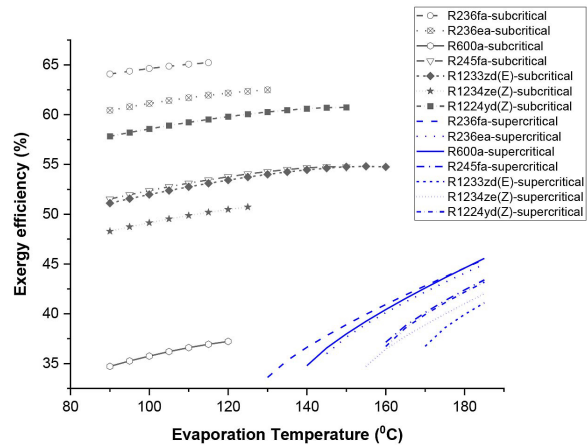 R236fa-subcritical
R236ea-subcritical
R600a-subcritical
R245fa-subcritical
R1233zd(E)-subcritical
R1234ze(Z)-subcritical
R1224yd(Z)-subcritical
R236fa-supercritical
R236ea-supercritical
R600a-supercritical
R245fa-supercritical
R1233zd(E)-supercritical
R1234ze(Z)-supercritical
R1224yd(Z)-supercritical
Exergy efficiency (%)
65
60
55
50
45
40
35
80 100 120 140 160 180
Evaporation Temperature (⁰C)